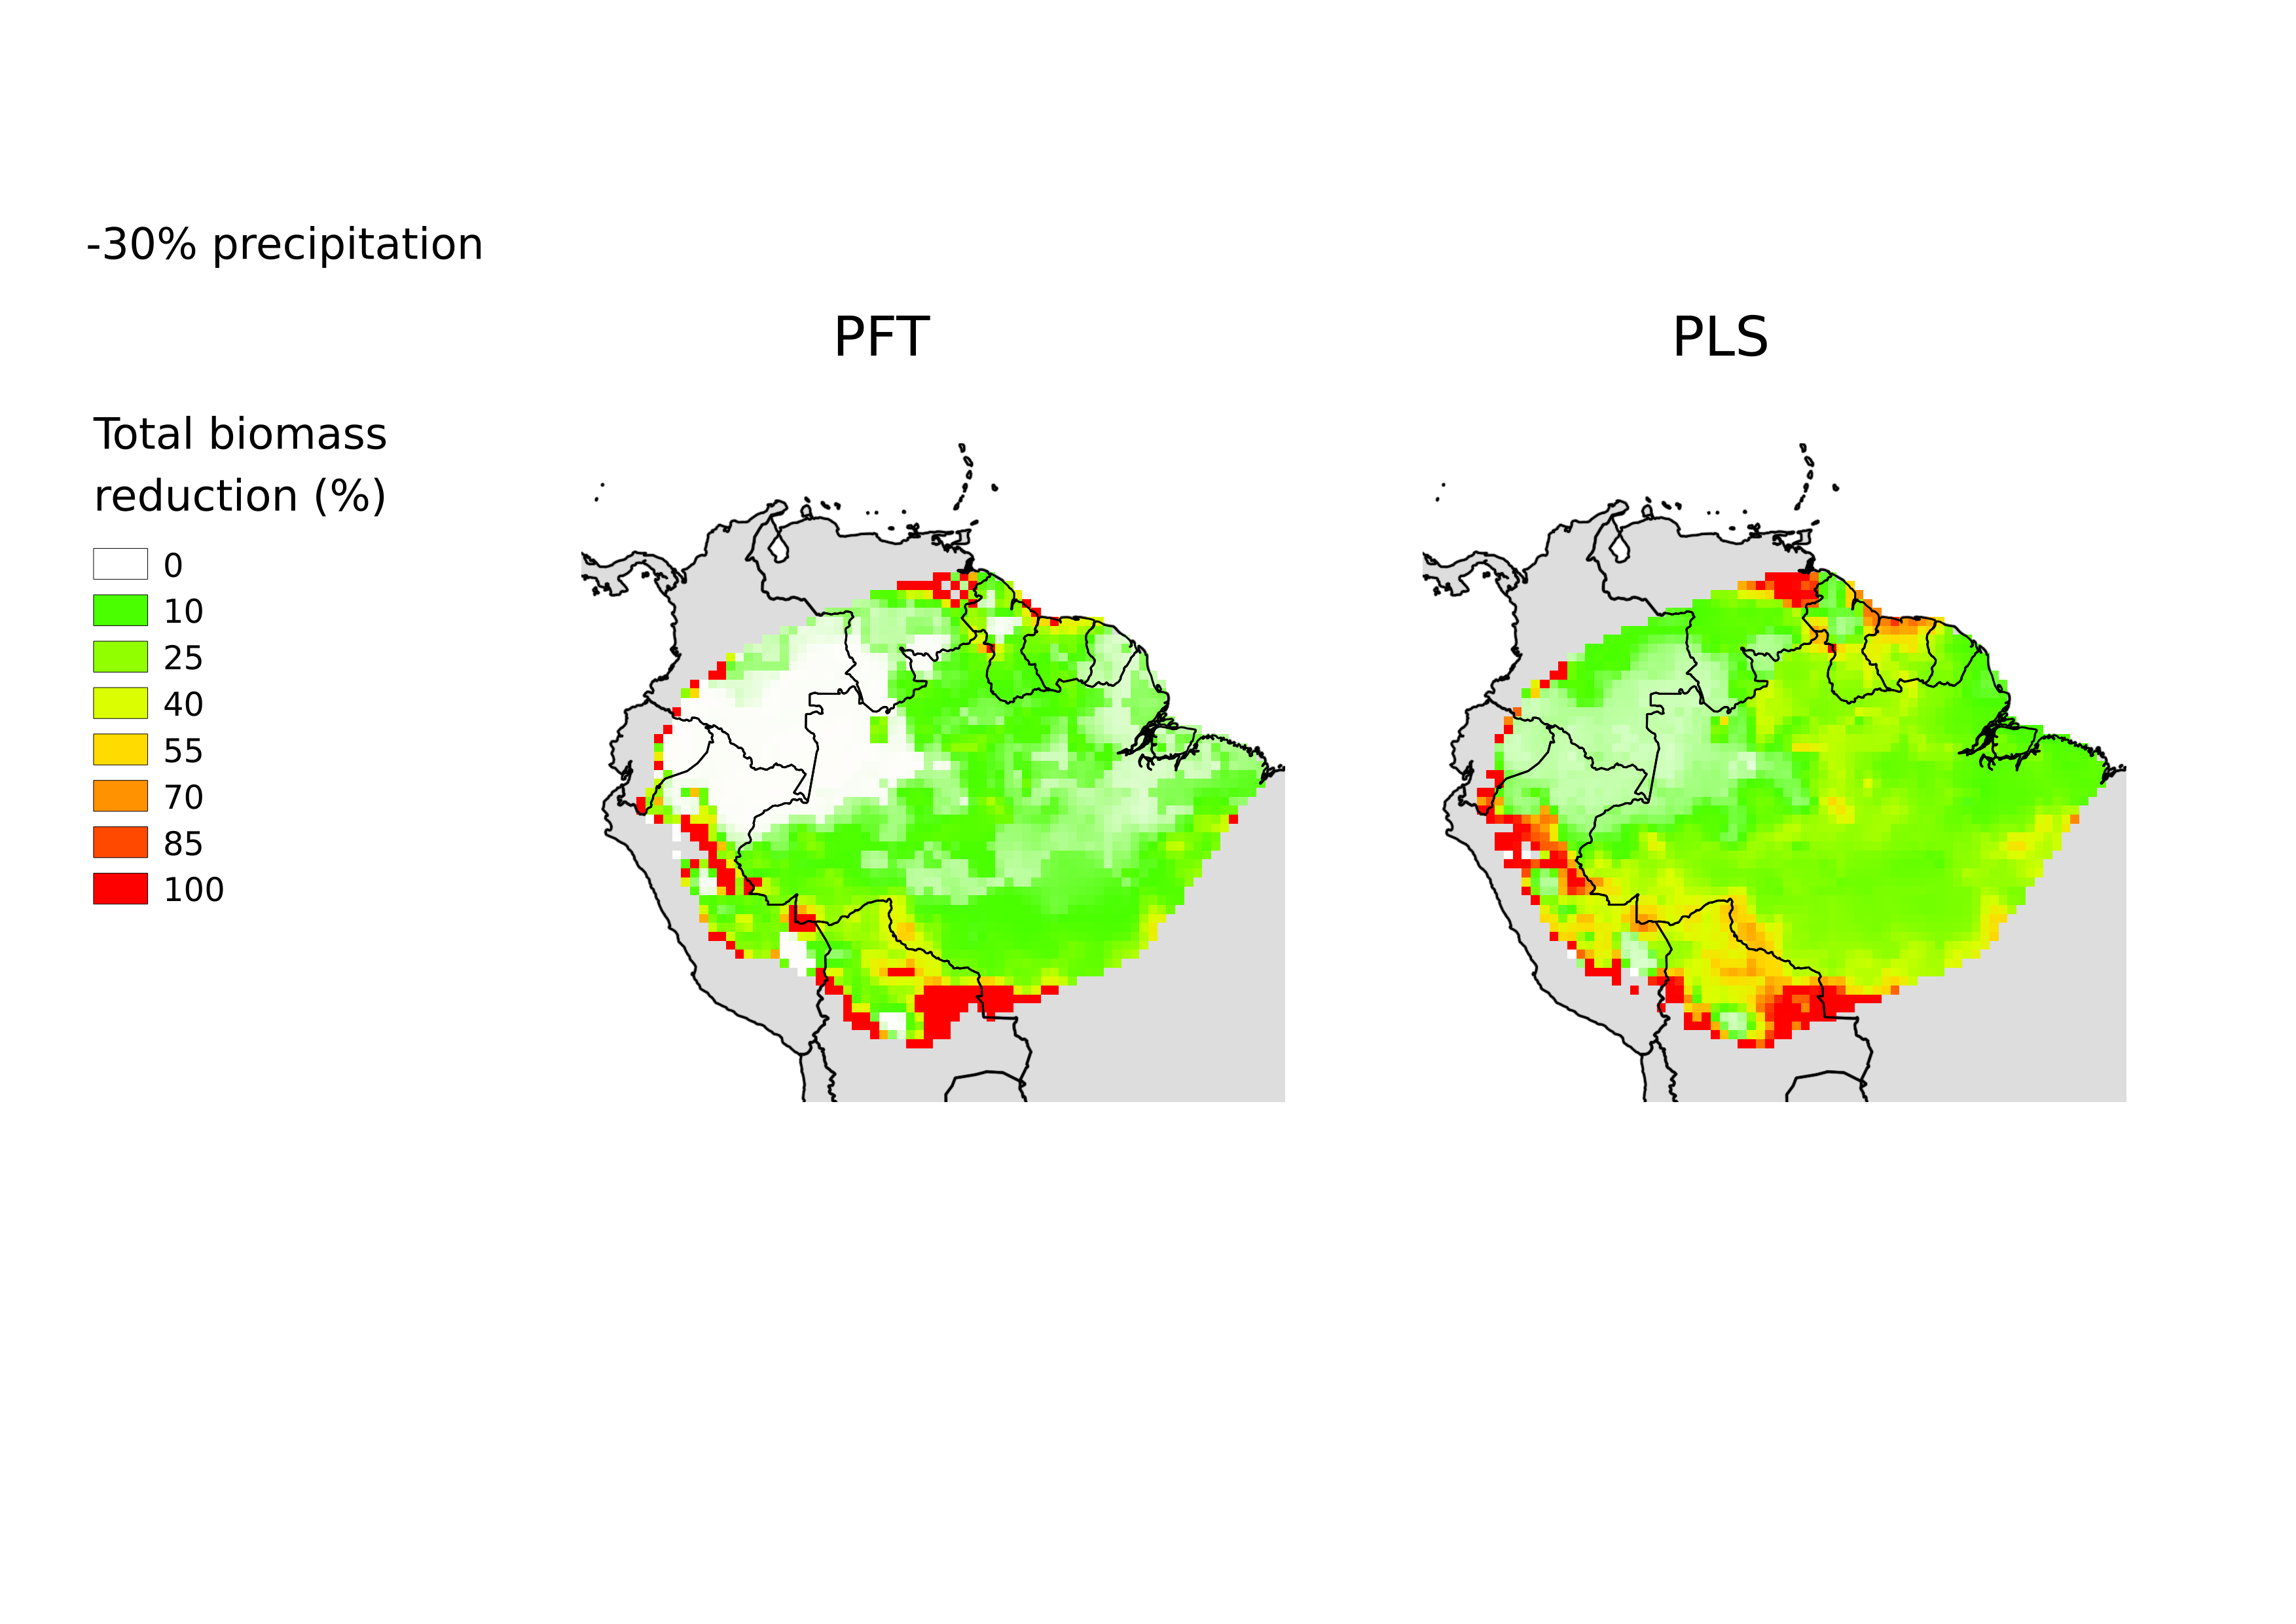 -30% precipitation
PFT
PLS
Total biomass
reduction (%)
0
10
25
40
55
70
85
100